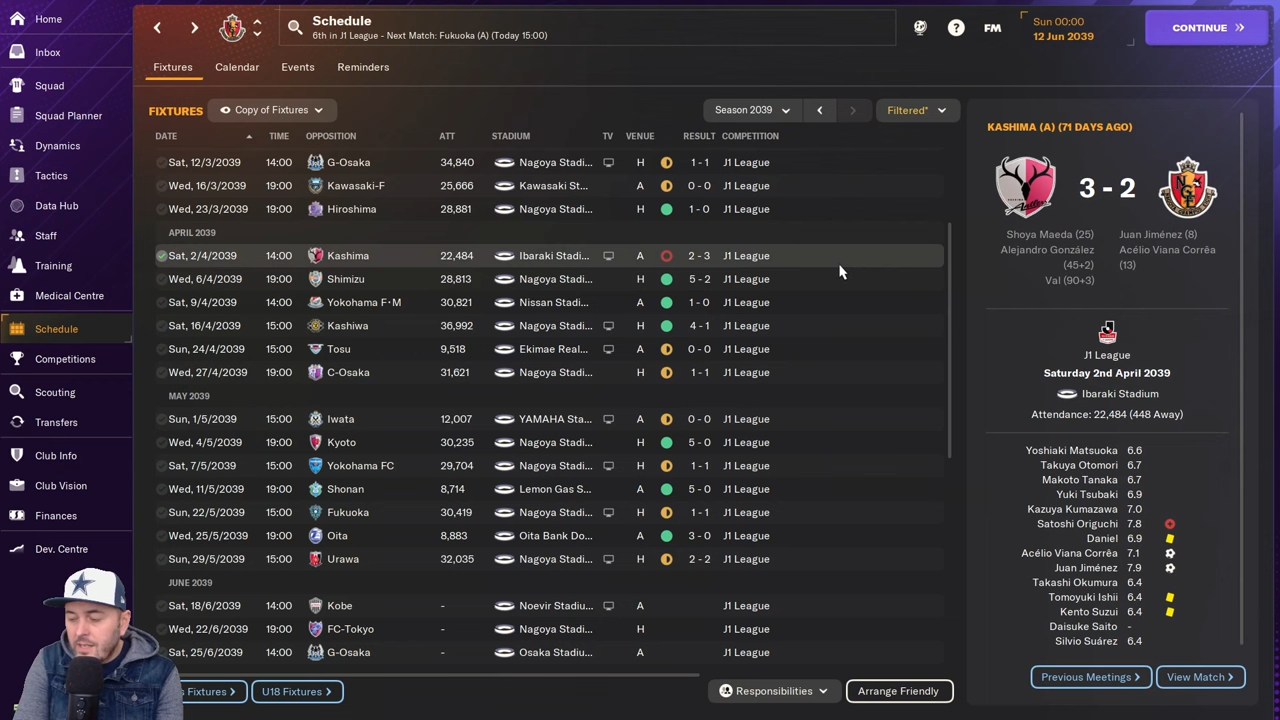 Home
Inbox
Squad
Squad Planner
Dynamics
Tactics
Data Hub
Staff
Training
Medical Centre
Schedule
Competitions
Scouting
Transfers
Club Info
Club Vision
Finances
Dev. Centre
Schedule
6th in J1 League - Next Match: Fukuoka (A) (Today 15:00)
FM
Sun 00:00
12 Jun 2039
CONTINUE
Fixtures Calendar Events Reminders
FIXTURES Copy of Fixtures Season 2039 Filtered*
DATE TIME OPPOSITION ATT STADIUM TV VENUE RESULT COMPETITION
Sat, 12/3/2039 14:00 G-Osaka 34,840 Nagoya Stadi... H 1 - 1 J1 League
Wed, 16/3/2039 19:00 Kawasaki-F 25,666 Kawasaki St... A 0 - 0 J1 League
Wed, 23/3/2039 19:00 Hiroshima 28,881 Nagoya Stadi... H 1 - 0 J1 League
APRIL 2039
Sat, 2/4/2039 14:00 Kashima 22,484 Ibaraki Stadi... A 2 - 3 J1 League
Wed, 6/4/2039 19:00 Shimizu 28,813 Nagoya Stadi... H 5 - 2 J1 League
Sat, 9/4/2039 14:00 Yokohama F・M 30,821 Nissan Stadi... A 1 - 0 J1 League
Sat, 16/4/2039 15:00 Kashiwa 36,992 Nagoya Stadi... H 4 - 1 J1 League
Sun, 24/4/2039 15:00 Tosu 9,518 Ekimae Real... A 0 - 0 J1 League
Wed, 27/4/2039 19:00 C-Osaka 31,621 Nagoya Stadi... H 1 - 1 J1 League
MAY 2039
Sun, 1/5/2039 15:00 Iwata 12,007 YAMAHA Sta... A 0 - 0 J1 League
Wed, 4/5/2039 19:00 Kyoto 30,235 Nagoya Stadi... H 5 - 0 J1 League
Sat, 7/5/2039 15:00 Yokohama FC 29,704 Nagoya Stadi... H 1 - 1 J1 League
Wed, 11/5/2039 19:00 Shonan 8,714 Lemon Gas S... A 5 - 0 J1 League
Sun, 22/5/2039 15:00 Fukuoka 30,419 Nagoya Stadi... H 1 - 1 J1 League
Wed, 25/5/2039 19:00 Oita 8,883 Oita Bank Do... A 3 - 0 J1 League
Sun, 29/5/2039 15:00 Urawa 32,035 Nagoya Stadi... H 2 - 2 J1 League
JUNE 2039
Sat, 18/6/2039 14:00 Kobe - Noevir Stadiu... A J1 League
Wed, 22/6/2039 19:00 FC-Tokyo - Nagoya Stadi... H J1 League
Sat, 25/6/2039 14:00 G-Osaka - Osaka Stadiu... A J1 League
s Fixtures U18 Fixtures Responsibilities Arrange Friendly
KASHIMA (A) (71 DAYS AGO)
3 - 2
Shoya Maeda (25) Juan Jiménez (8)
Alejandro González Acélio Viana Corrêa
(45+2) (13)
Val (90+3)
J1 League
Saturday 2nd April 2039
Ibaraki Stadium
Attendance: 22,484 (448 Away)
Yoshiaki Matsuoka 6.6
Takuya Otomori 6.7
Makoto Tanaka 6.7
Yuki Tsubaki 6.9
Kazuya Kumazawa 7.0
Satoshi Origuchi 7.8
Daniel 6.9
Acélio Viana Corrêa 7.1
Juan Jiménez 7.9
Takashi Okumura 6.4
Tomoyuki Ishii 6.4
Kento Suzui 6.4
Daisuke Saito -
Silvio Suárez 6.4
Previous Meetings View Match